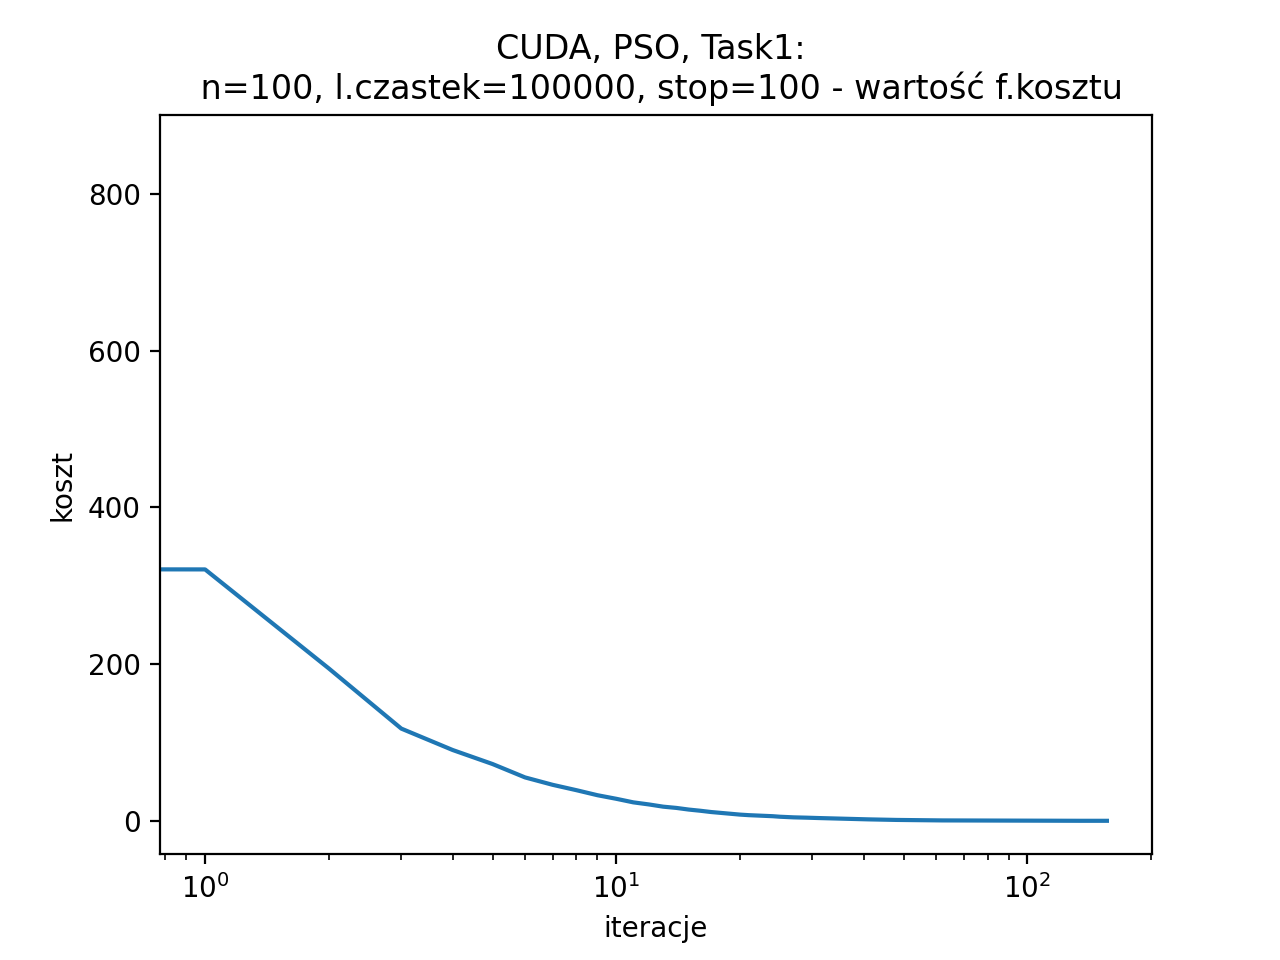 CUDA, PSO, Task1:
n=100, l.czastek=100000, stop=100 - wartość f.kosztu
800
600
400
200
0
koszt
10⁰ 10¹ 10²
iteracje